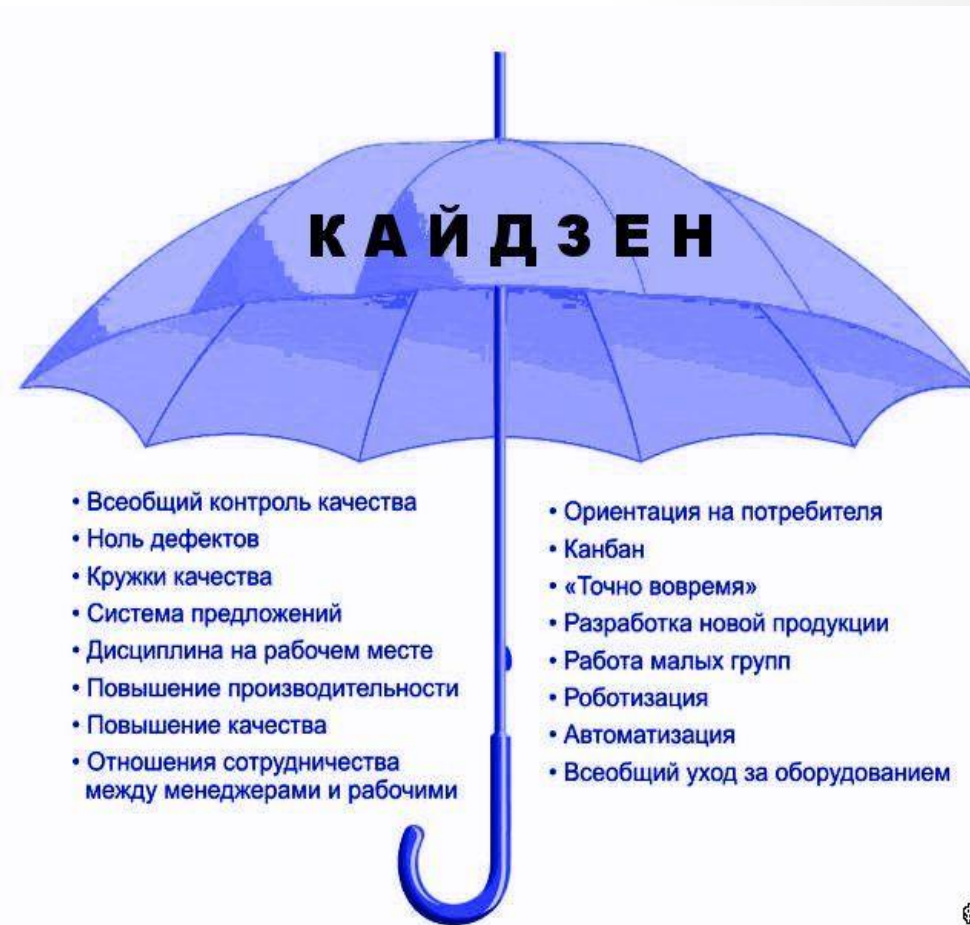 КАЙДЗЕН
• Всеобщий контроль качества
• Ноль дефектов
• Кружки качества
• Система предложений
• Дисциплина на рабочем месте
• Повышение производительности
• Повышение качества
• Отношения сотрудничества
между менеджерами и рабочими
• Ориентация на потребителя
• Канбан
• «Точно вовремя»
• Разработка новой продукции
• Работа малых групп
• Роботизация
• Автоматизация
• Всеобщий уход за оборудованием